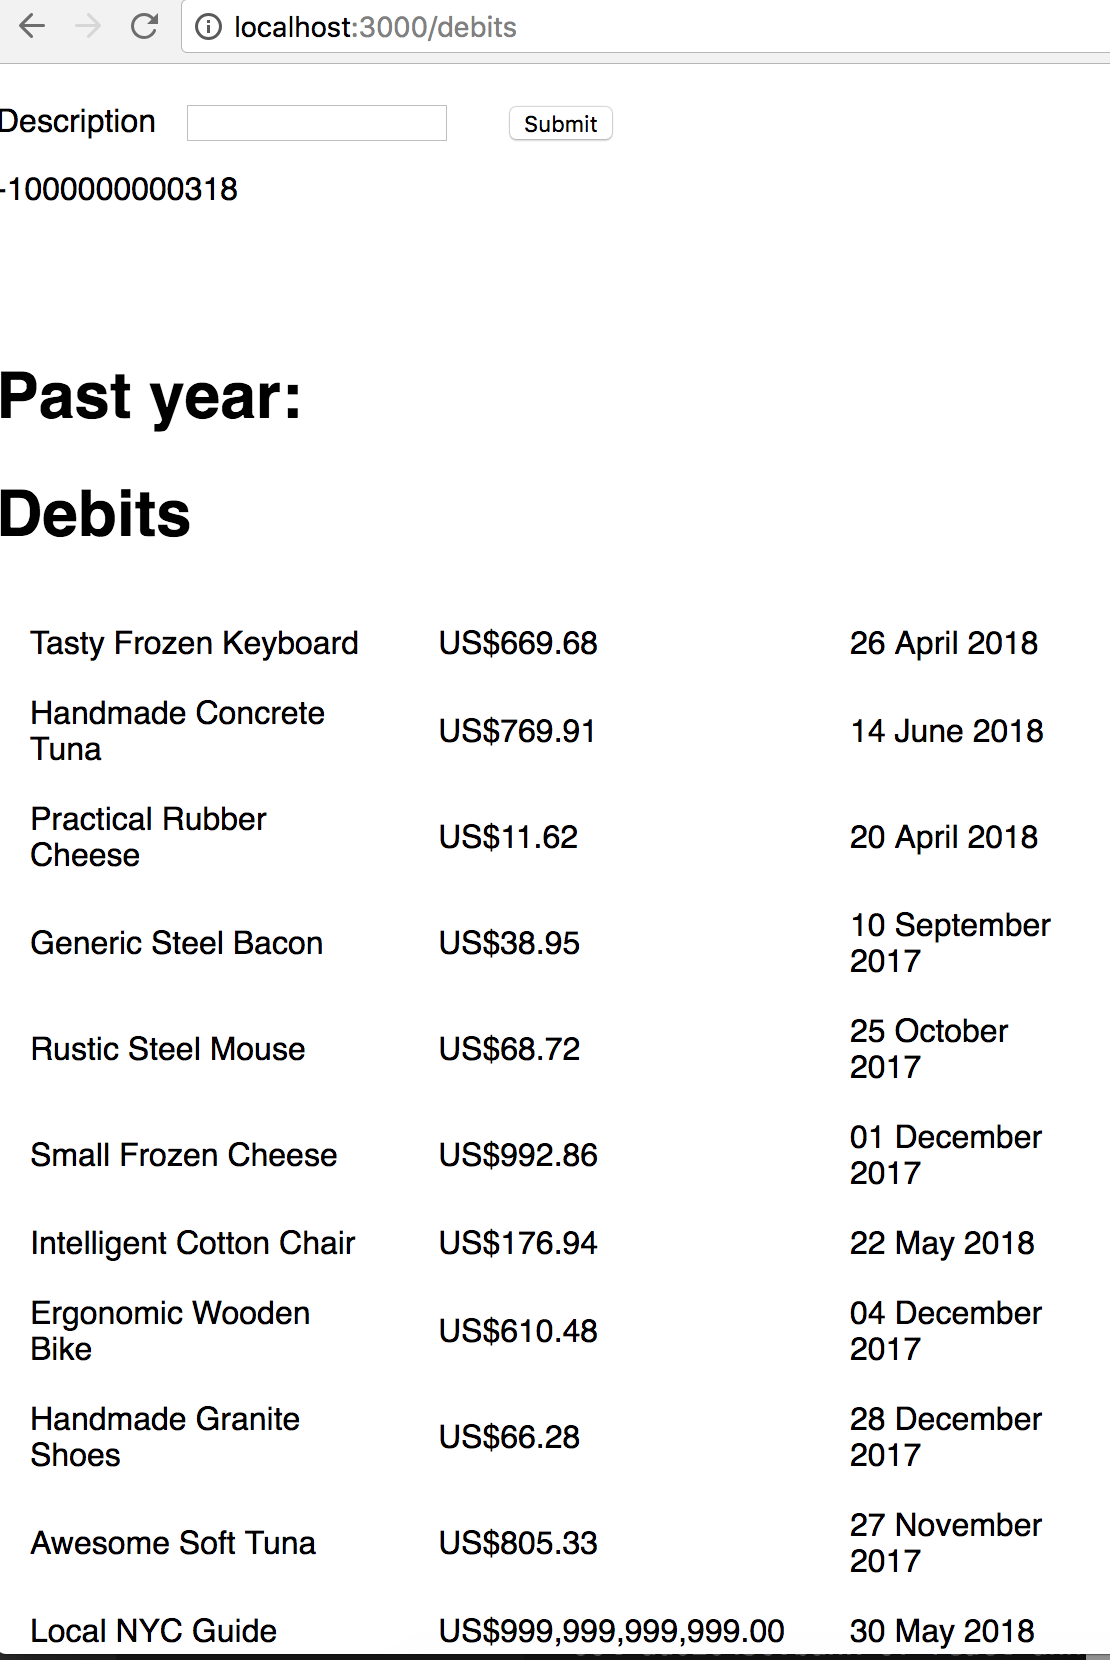 localhost:3000/debits
Description Submit
-1000000000318
Past year:
Debits
Tasty Frozen Keyboard US$669.68 26 April 2018
Handmade Concrete
Tuna US$769.91 14 June 2018
Practical Rubber
Cheese US$11.62 20 April 2018
Generic Steel Bacon US$38.95 10 September
2017
Rustic Steel Mouse US$68.72 25 October
2017
Small Frozen Cheese US$992.86 01 December
2017
Intelligent Cotton Chair US$176.94 22 May 2018
Ergonomic Wooden
Bike US$610.48 04 December
2017
Handmade Granite
Shoes US$66.28 28 December
2017
Awesome Soft Tuna US$805.33 27 November
2017
Local NYC Guide US$999,999,999,999.00 30 May 2018